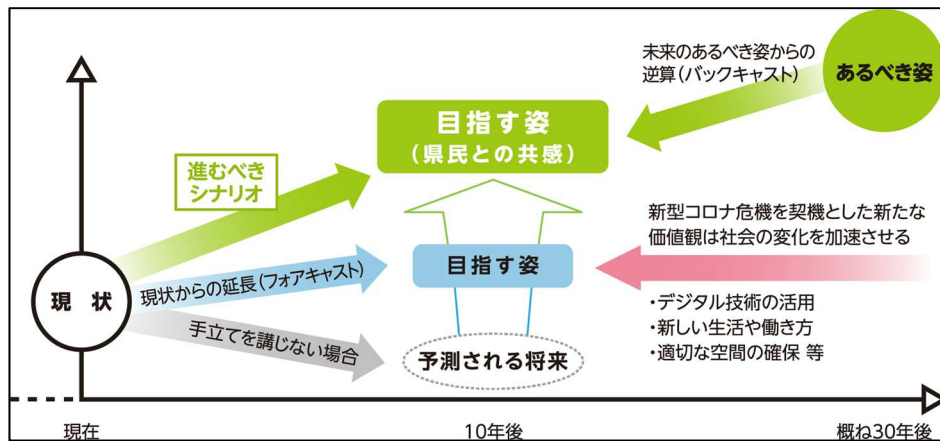 未来のあるべき姿からの
逆算(バックキャスト)
あるべき姿
目指す姿
(県民との共感)
進むべき
シナリオ
新型コロナ危機を契機とした新たな
価値観は社会の変化を加速させる
目指す姿
現状
現状からの延長(フォアキャスト)
・デジタル技術の活用
・新しい生活や働き方
・適切な空間の確保 等
手立てを講じない場合
予測される将来
現在
10年後
概ね30年後